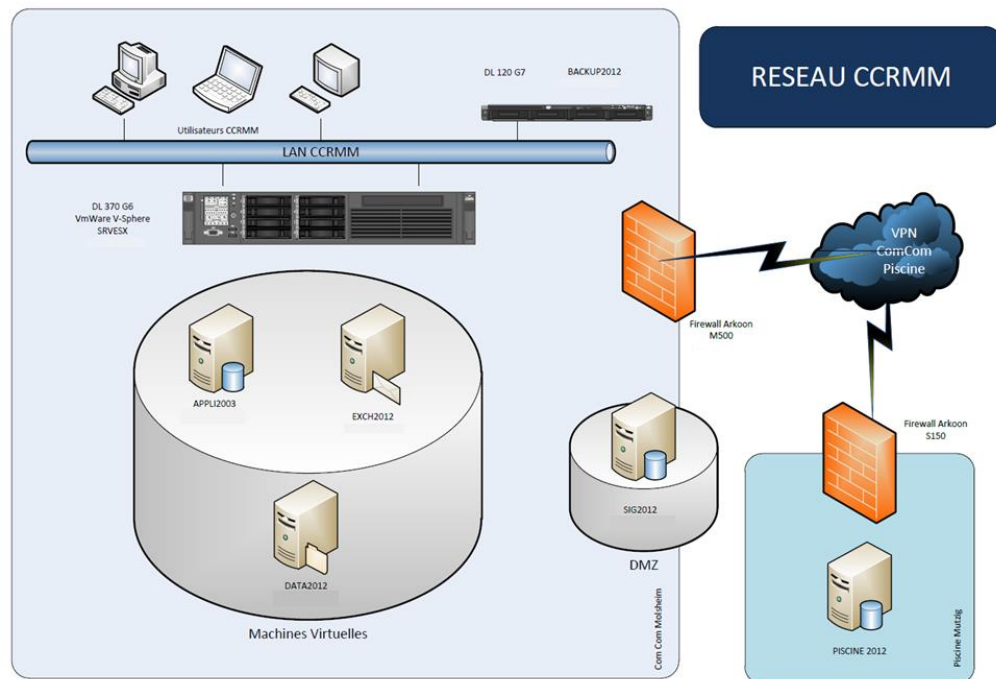 RESEAU CCRMM
DL 120 G7
BACKUP2012
Utilisateurs CCRMM
LAN CCRMM
DL 370 G6
VmWare V-Sphere
SRVESX
VPN
ComCom
Piscine
Firewall Arkoon
M500
APPLI2003
EXCH2012
Firewall Arkoon
S150
SIG2012
DATA2012
DMZ
Machines Virtuelles
Com Com Molsheim
PISCINE 2012
Piscine Mutzig